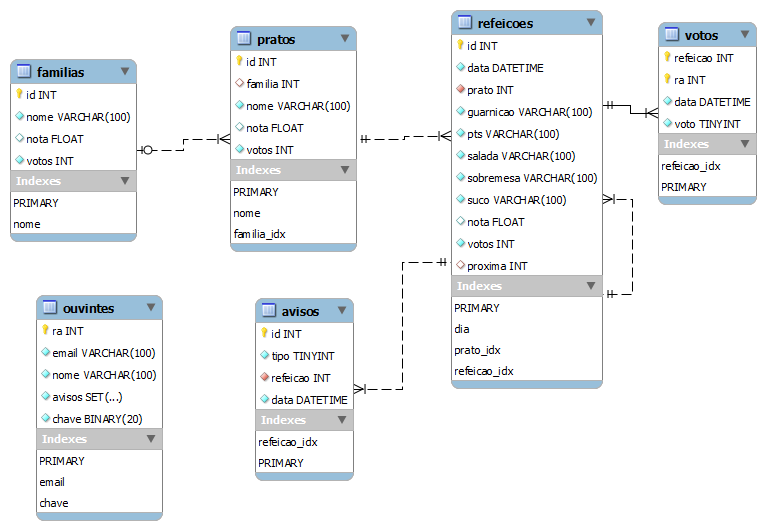 familias
id INT
nome VARCHAR(100)
nota FLOAT
votos INT
Indexes
PRIMARY
nome
pratos
id INT
familia INT
nome VARCHAR(100)
nota FLOAT
votos INT
Indexes
PRIMARY
nome
familia_idx
refeicoes
id INT
data DATETIME
prato INT
guarnicao VARCHAR(100)
pts VARCHAR(100)
salada VARCHAR(100)
sobremesa VARCHAR(100)
suco VARCHAR(100)
nota FLOAT
votos INT
proxima INT
Indexes
PRIMARY
dia
prato_idx
refeicao_idx
votos
refeicao INT
ra INT
data DATETIME
voto TINYINT
Indexes
refeicao_idx
PRIMARY
ouvintes
ra INT
email VARCHAR(100)
nome VARCHAR(100)
avisos SET(...)
chave BINARY(20)
Indexes
PRIMARY
email
chave
avisos
id INT
tipo TINYINT
refeicao INT
data DATETIME
Indexes
refeicao_idx
PRIMARY